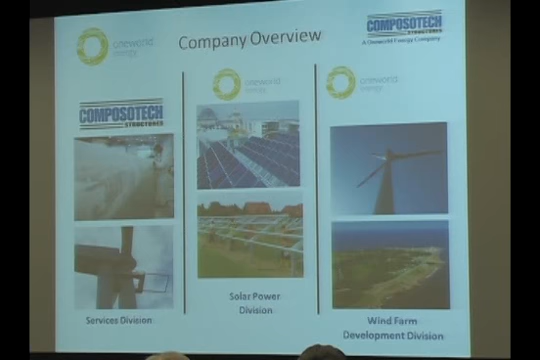 oneworld
energy
Company Overview
COMPOSOTECH
STRUCTURES
A Oneworld Energy Company
COMPOSOTECH
STRUCTURES
oneworld
energy
oneworld
energy
Services Division
Solar Power
Division
Wind Farm
Development Division